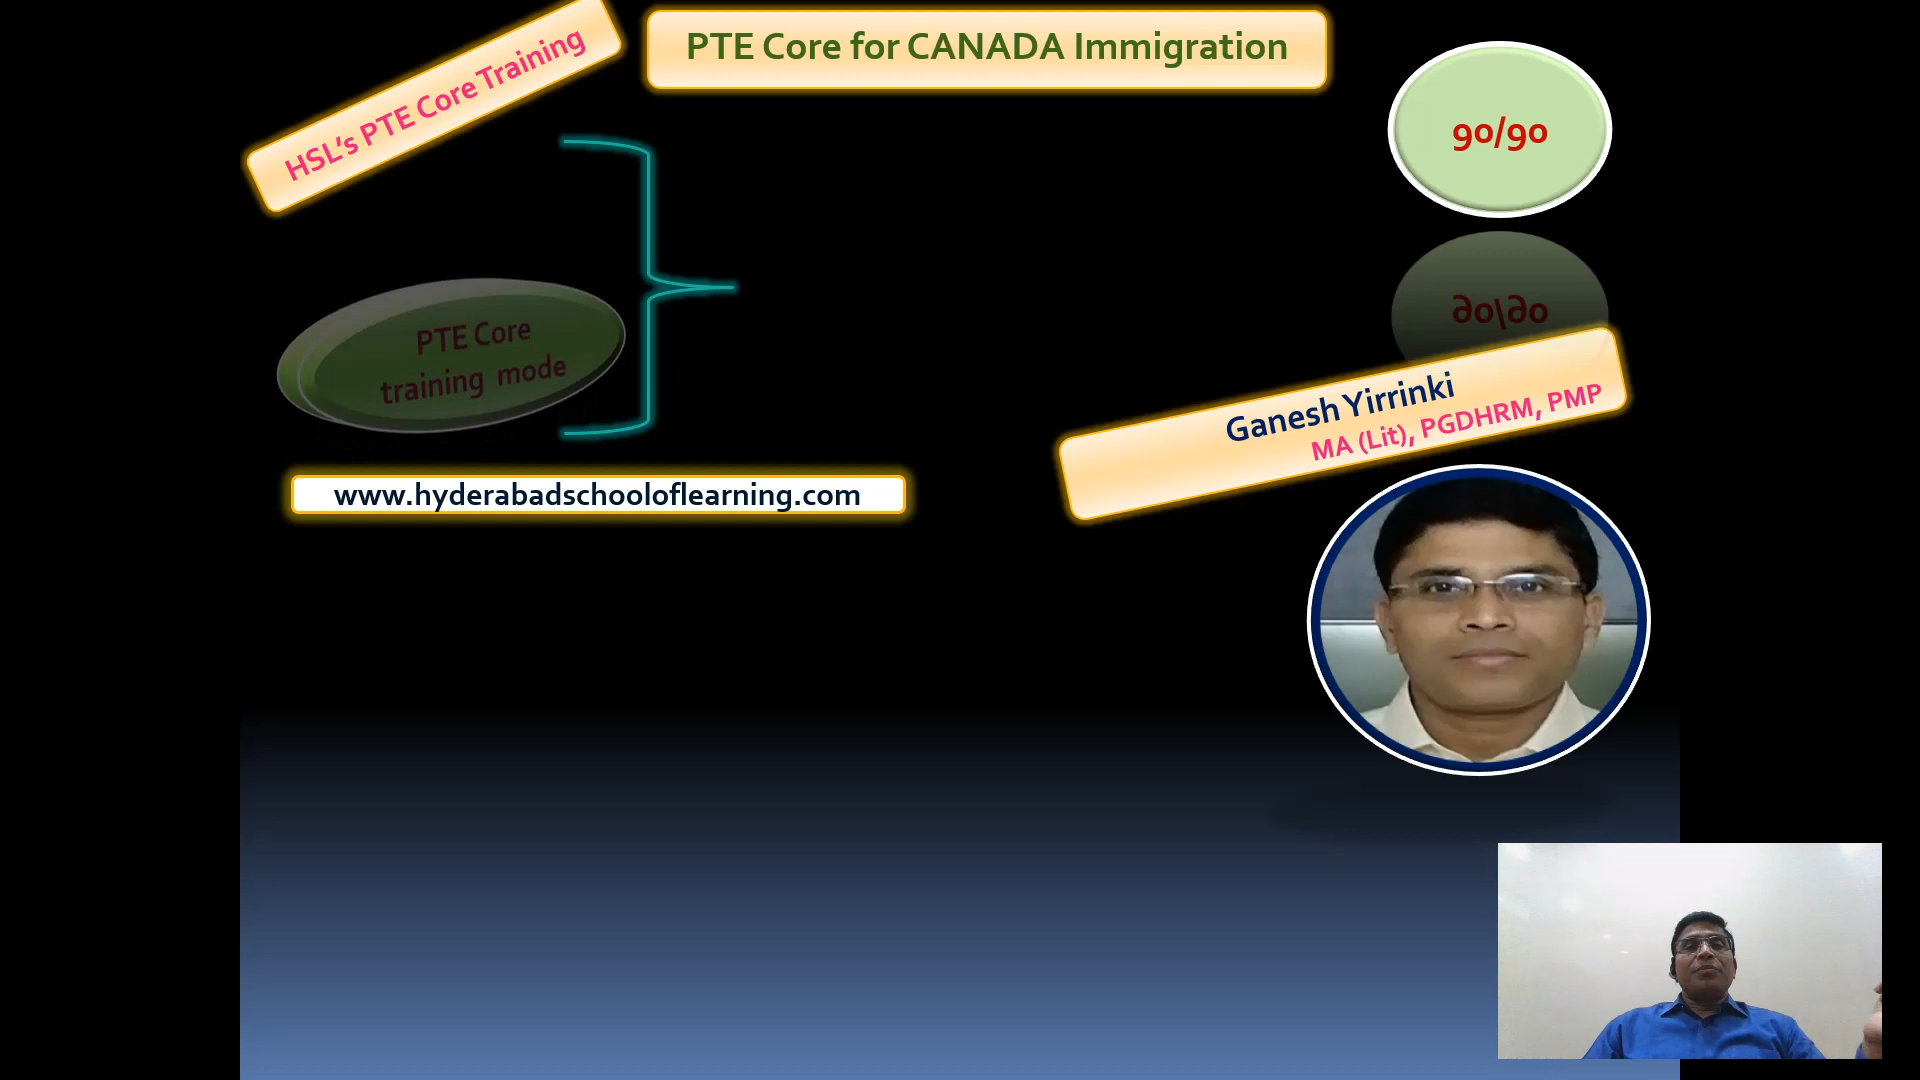 HSL's PTE Core Training
PTE Core for CANADA Immigration
90/90
PTE Core
training mode
Ganesh Yirrinki
MA (Lit), PGDHRM, PMP
www.hyderabadschooloflearning.com